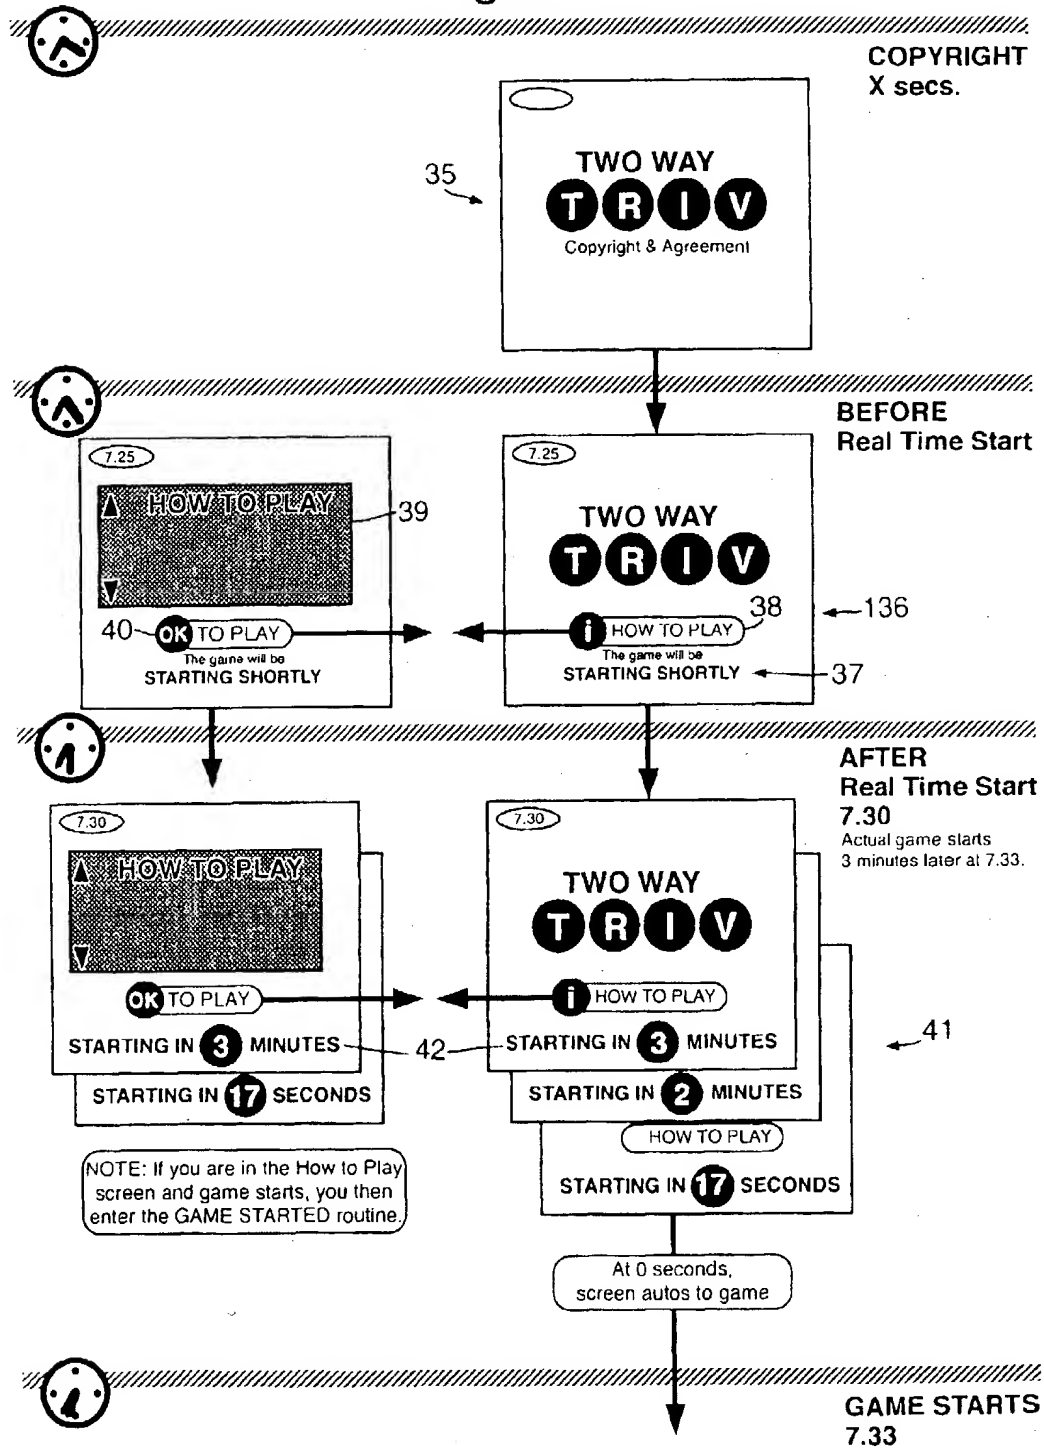 COPYRIGHT
X secs.
35
TWO WAY
TRIV
Copyright & Agreement
BEFORE
Real Time Start
7.25
HOW TO PLAY
39
40
OK TO PLAY
The game will be
STARTING SHORTLY
7.25
TWO WAY
TRIV
38
i HOW TO PLAY
The game will be
STARTING SHORTLY
136
37
AFTER
Real Time Start
7.30
Actual game starts
3 minutes later at 7.33.
7.30
HOW TO PLAY
OK TO PLAY
STARTING IN 3 MINUTES
STARTING IN 17 SECONDS
42
7.30
TWO WAY
TRIV
i HOW TO PLAY
STARTING IN 3 MINUTES
STARTING IN 2 MINUTES
HOW TO PLAY
STARTING IN 17 SECONDS
41
NOTE: If you are in the How to Play
screen and game starts, you then
enter the GAME STARTED routine.
At 0 seconds,
screen autos to game
GAME STARTS
7.33